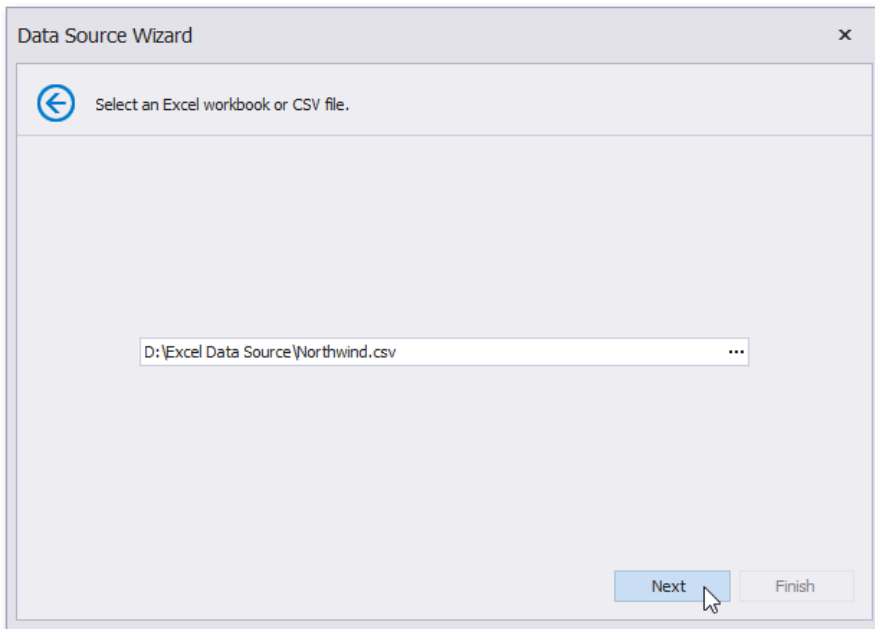 Data Source Wizard
Select an Excel workbook or CSV file.
D:\Excel Data Source\Northwind.csv ...
Next Finish